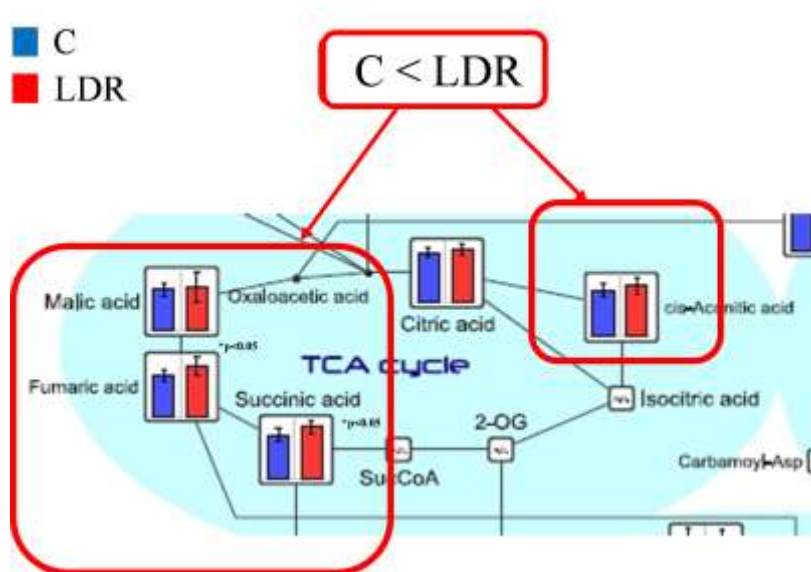 C
LDR
C < LDR
Malic acid
Oxaloacetic acid
Citric acid
cis-Aconitic acid
*p<0.05
Fumaric acid
TCA cycle
Succinic acid
*p<0.05
2-OG
Isocitric acid
SucCoA
Carbamoyl-Asp